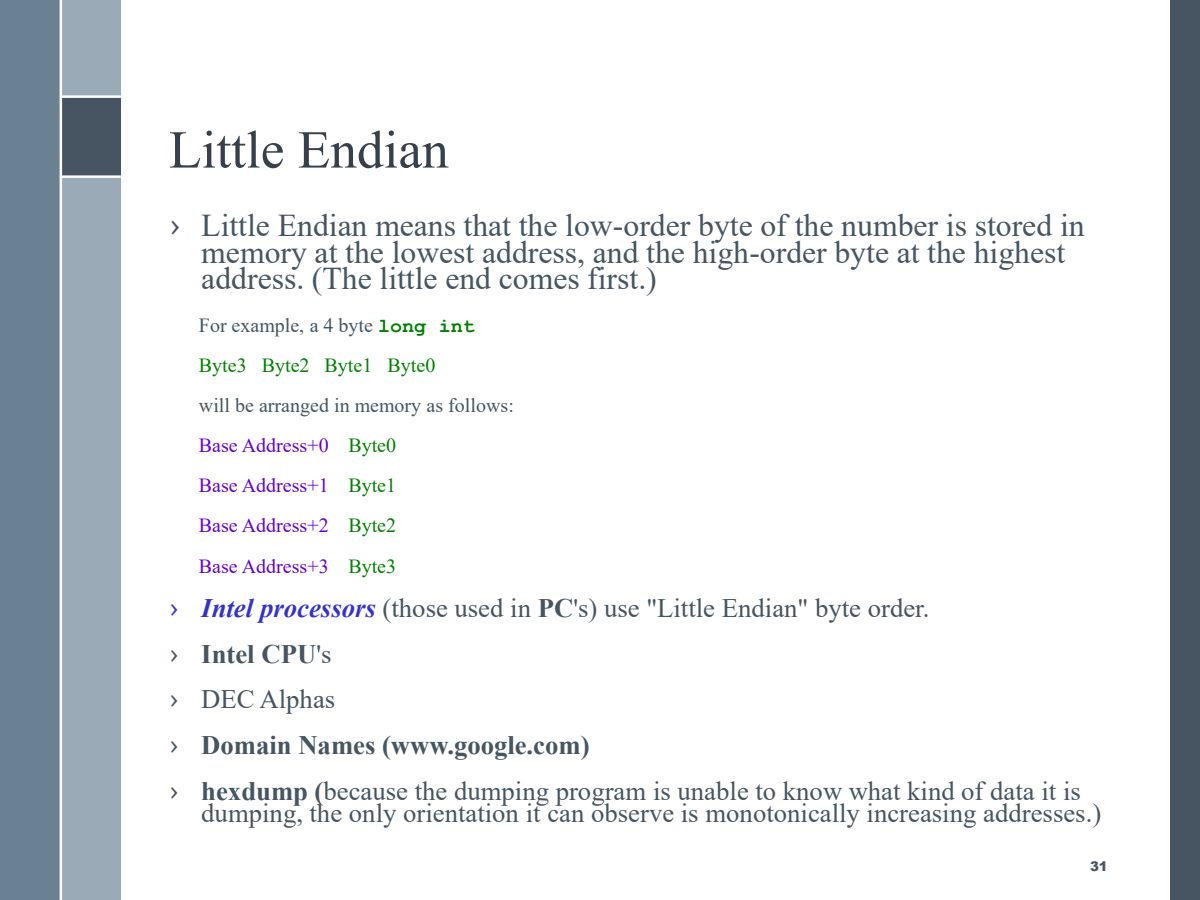 Little Endian
› Little Endian means that the low-order byte of the number is stored in
memory at the lowest address, and the high-order byte at the highest
address. (The little end comes first.)
For example, a 4 byte long int
Byte3 Byte2 Byte1 Byte0
will be arranged in memory as follows:
Base Address+0 Byte0
Base Address+1 Byte1
Base Address+2 Byte2
Base Address+3 Byte3
› Intel processors (those used in PC's) use "Little Endian" byte order.
› Intel CPU's
› DEC Alphas
› Domain Names (www.google.com)
› hexdump (because the dumping program is unable to know what kind of data it is
dumping, the only orientation it can observe is monotonically increasing addresses.)
31